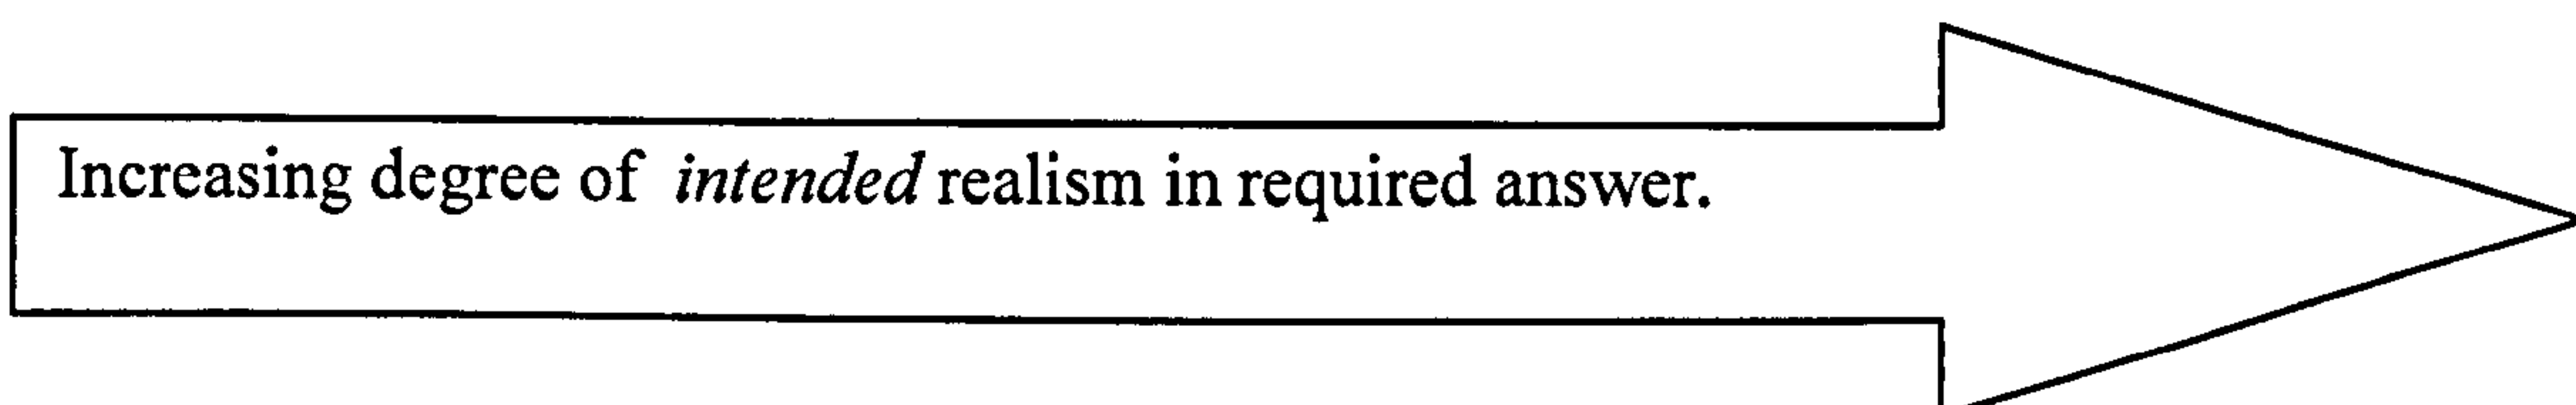 Increasing degree of intended realism in required answer.